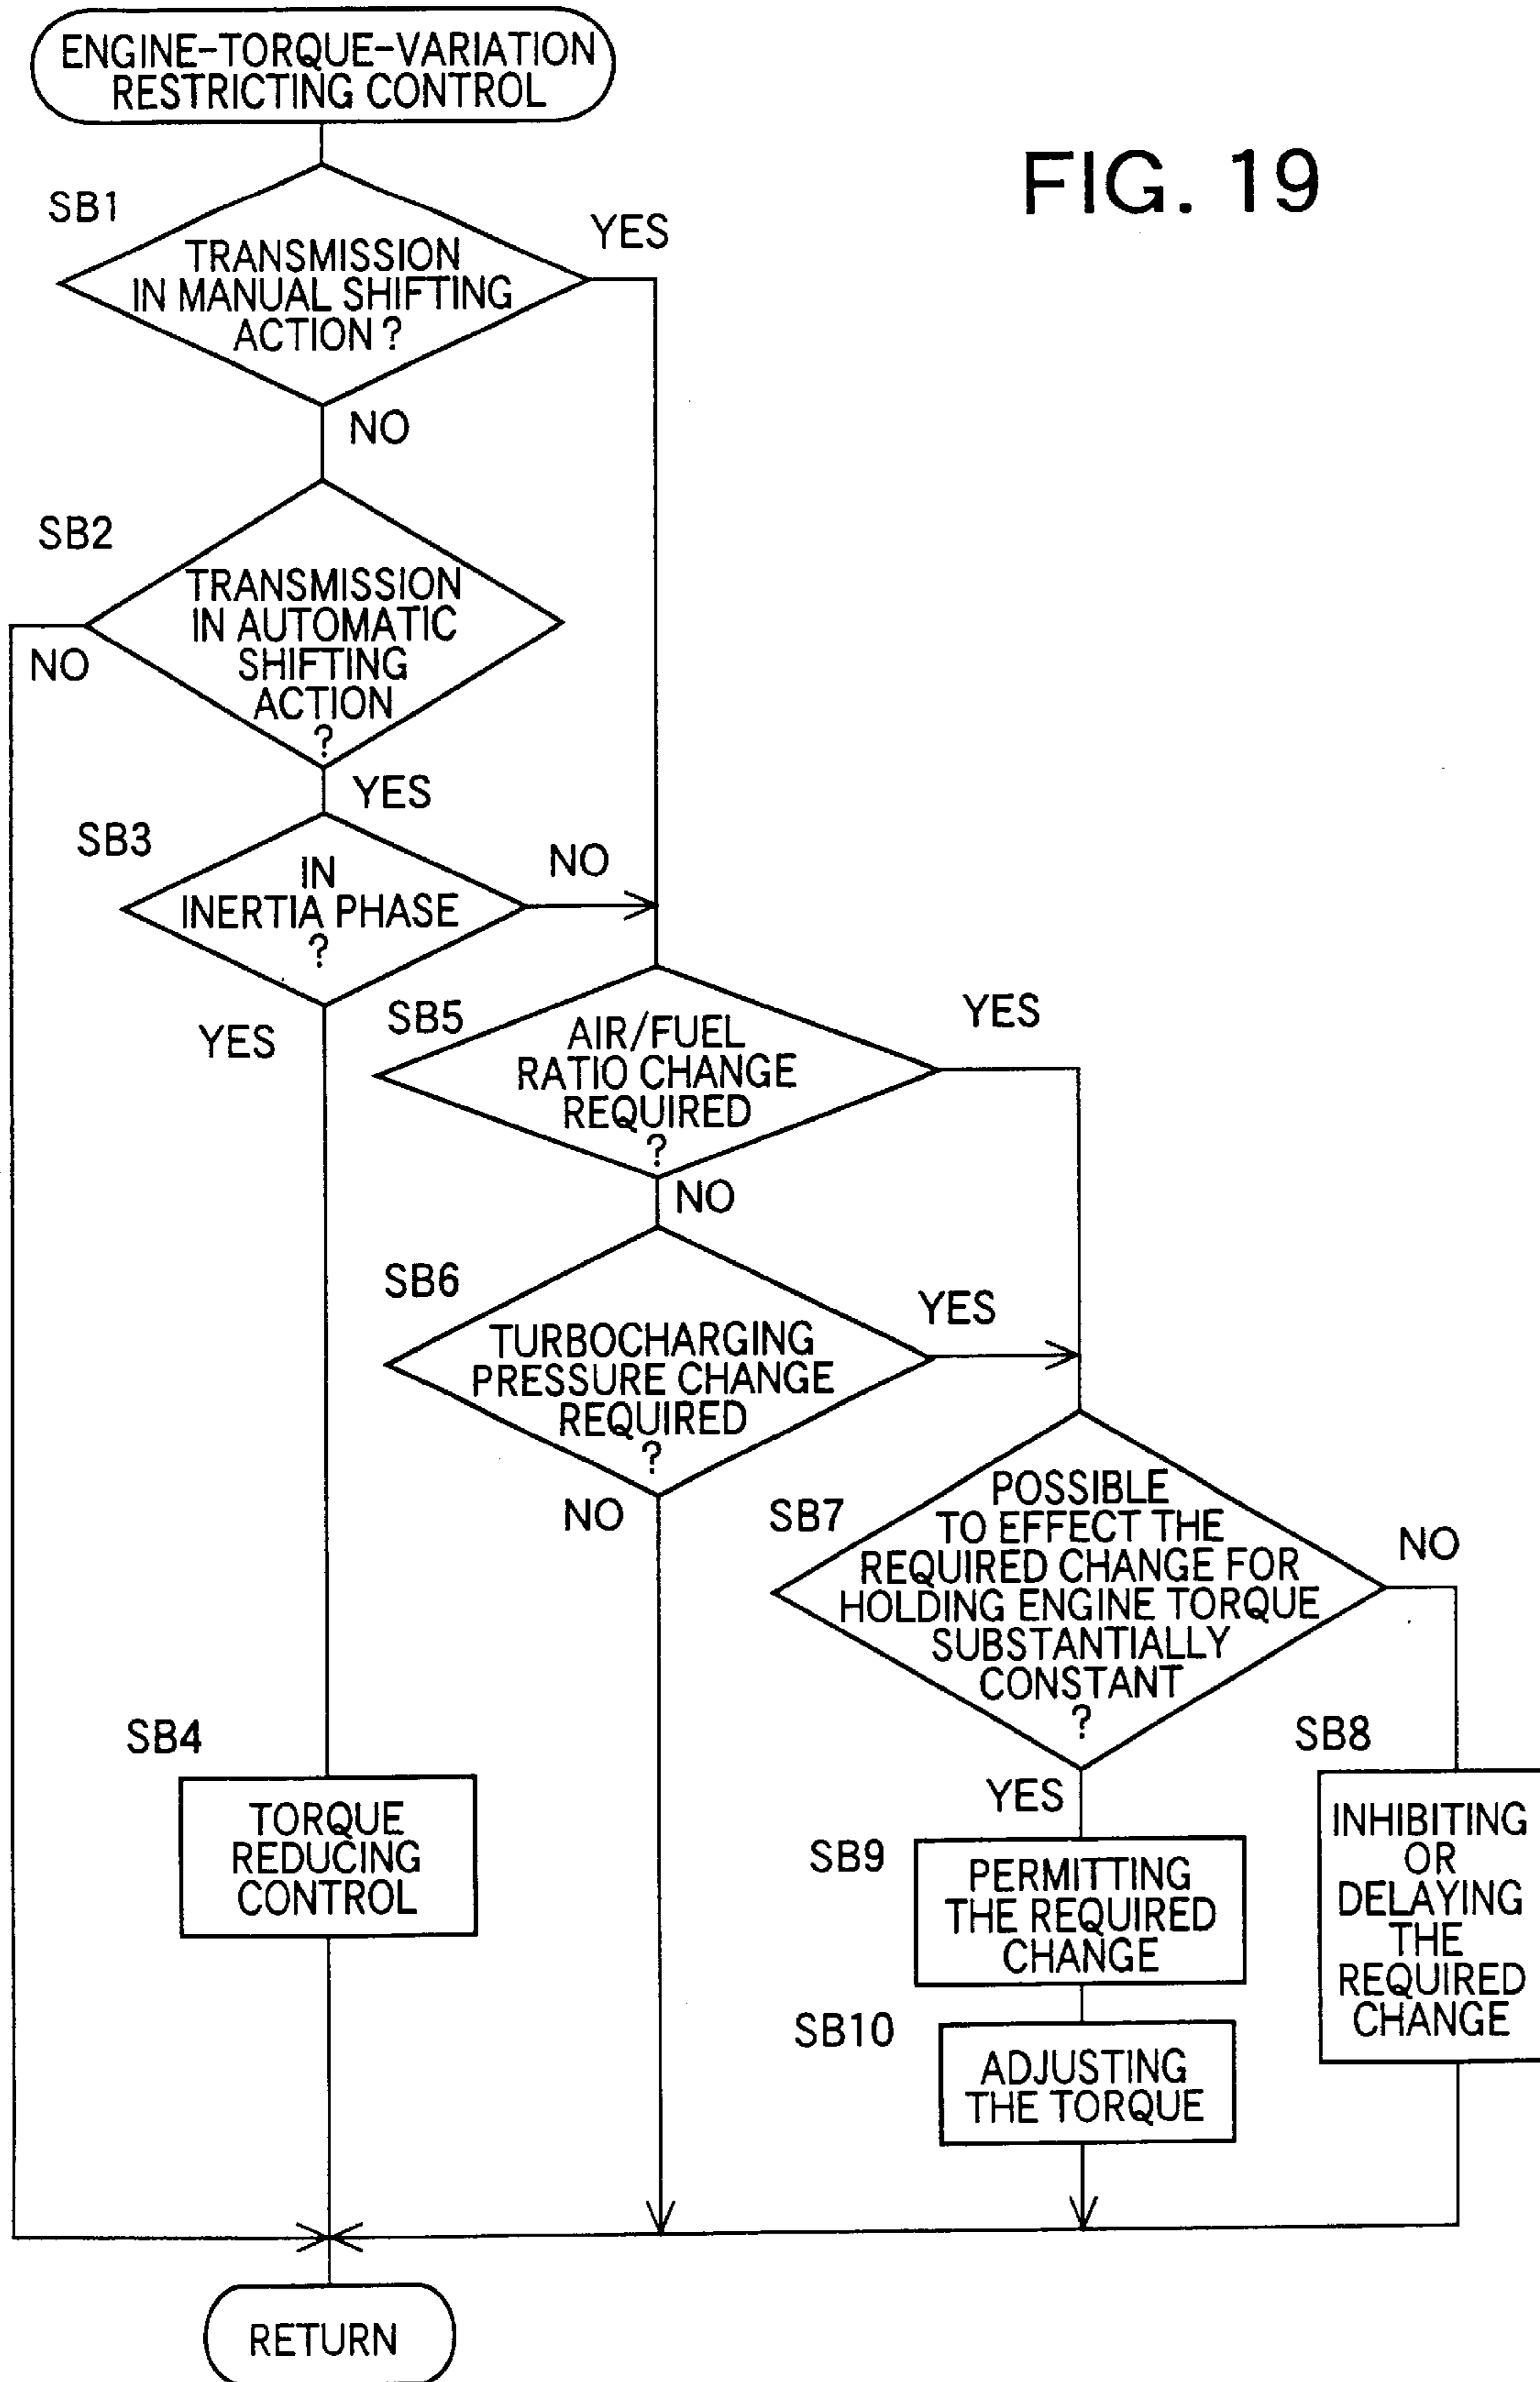 ENGINE-TORQUE-VARIATION
RESTRICTING CONTROL
FIG. 19
SB1
TRANSMISSION
IN MANUAL SHIFTING
ACTION ?
YES
NO
SB2
TRANSMISSION
IN AUTOMATIC
SHIFTING
ACTION
?
NO
YES
SB3
IN
INERTIA PHASE
?
NO
YES
SB5
AIR/FUEL
RATIO CHANGE
REQUIRED
?
YES
NO
SB6
TURBOCHARGING
PRESSURE CHANGE
REQUIRED
?
YES
NO
SB7
POSSIBLE
TO EFFECT THE
REQUIRED CHANGE FOR
HOLDING ENGINE TORQUE
SUBSTANTIALLY
CONSTANT
?
NO
YES
SB4
TORQUE
REDUCING
CONTROL
SB8
INHIBITING
OR
DELAYING
THE
REQUIRED
CHANGE
SB9
PERMITTING
THE REQUIRED
CHANGE
SB10
ADJUSTING
THE TORQUE
RETURN